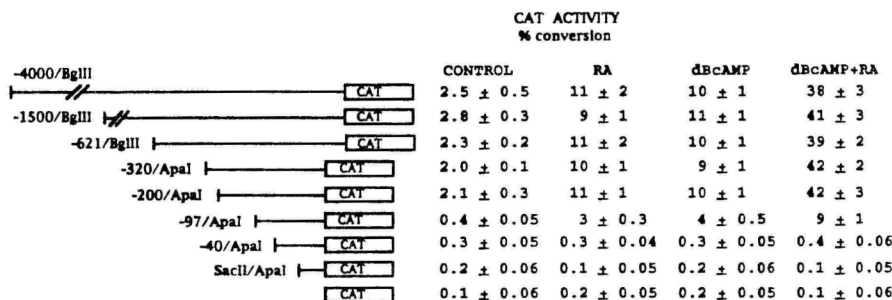 CAT ACTIVITY
% conversion
CONTROL RA dBcAMP dBcAMP+RA
-4000/BglII CAT 2.5 ± 0.5 11 ± 2 10 ± 1 38 ± 3
-1500/BglII CAT 2.8 ± 0.3 9 ± 1 11 ± 1 41 ± 3
-621/BglII CAT 2.3 ± 0.2 11 ± 2 10 ± 1 39 ± 2
-320/ApaI CAT 2.0 ± 0.1 10 ± 1 9 ± 1 42 ± 2
-200/ApaI CAT 2.1 ± 0.3 11 ± 1 10 ± 1 42 ± 3
-97/ApaI CAT 0.4 ± 0.05 3 ± 0.3 4 ± 0.5 9 ± 1
-40/ApaI CAT 0.3 ± 0.05 0.3 ± 0.04 0.3 ± 0.05 0.4 ± 0.06
SacII/ApaI CAT 0.2 ± 0.06 0.1 ± 0.05 0.2 ± 0.06 0.1 ± 0.05
CAT 0.1 ± 0.06 0.2 ± 0.05 0.2 ± 0.05 0.1 ± 0.06